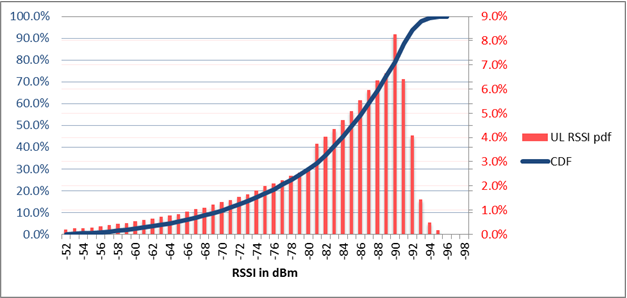 100.0% 9.0%
90.0% 8.0%
80.0% 7.0%
70.0% 6.0%
60.0% 5.0%
50.0% 4.0%
40.0% 3.0%
30.0% 2.0%
20.0% 1.0%
10.0% 0.0%
0.0%
UL RSSI pdf
CDF
-52 -54 -56 -58 -60 -62 -64 -66 -68 -70 -72 -74 -76 -78 -80 -82 -84 -86 -88 -90 -92 -94 -96 -98
RSSI in dBm